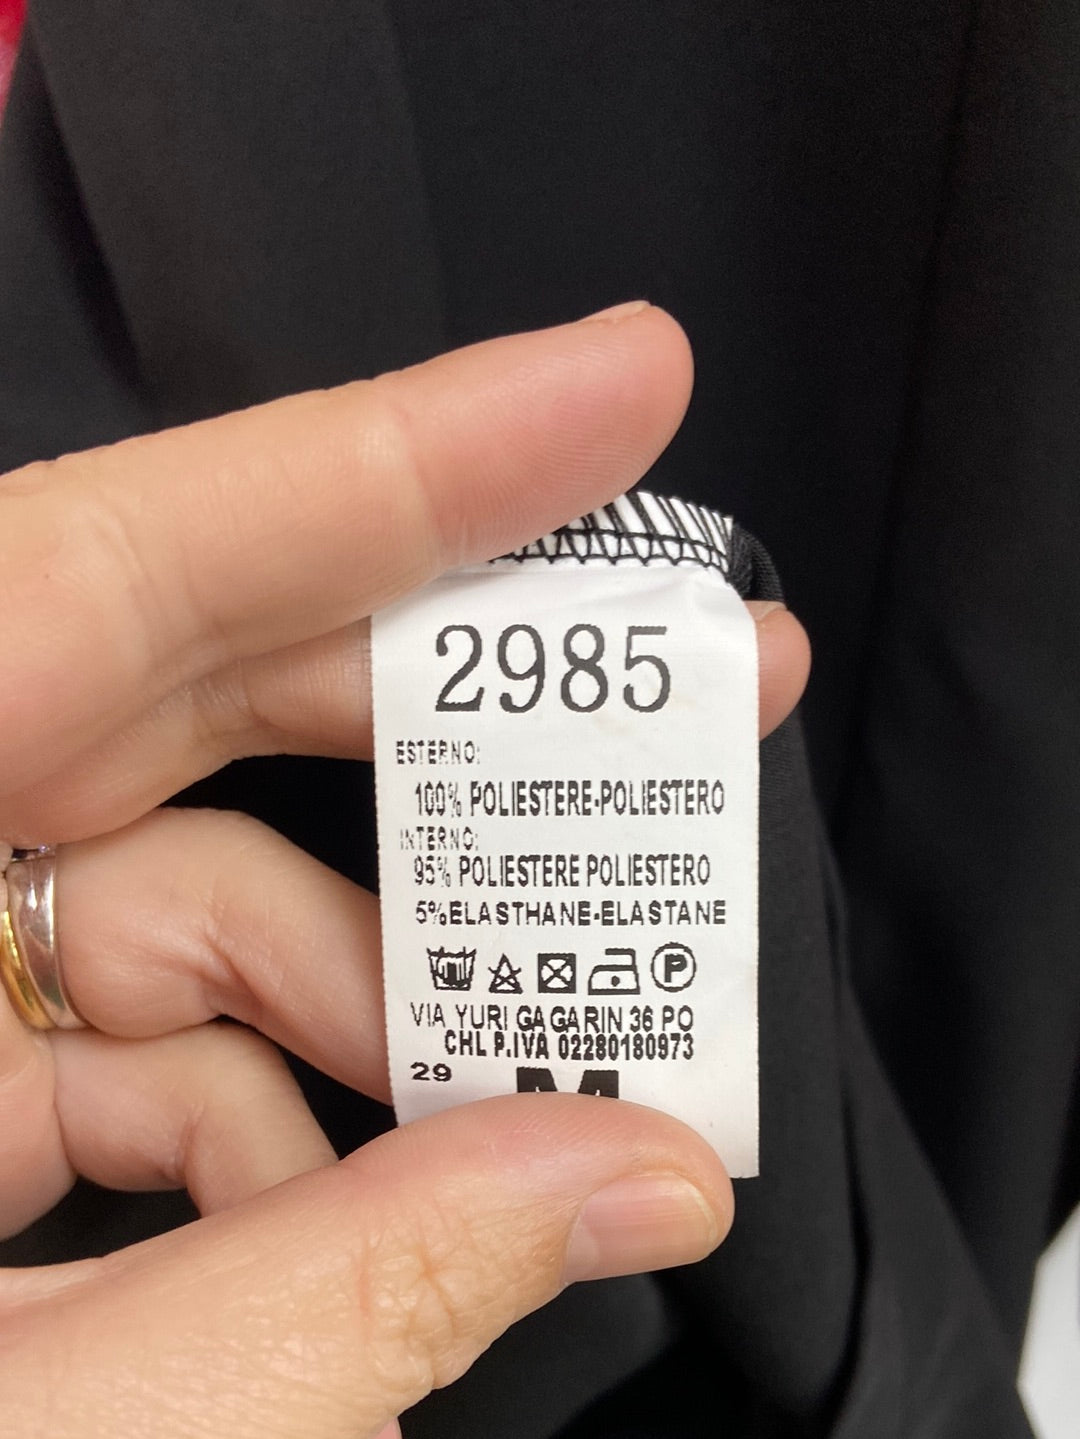 2985
ESTERNO:
100% POLIESTERE-POLIESTERO
INTERNO:
95% POLIESTERE POLIESTERO
5%ELASTHANE-ELASTANE
P
VIA YURI GAGARIN 36 PO
CHL P.IVA 02280180973
29
M